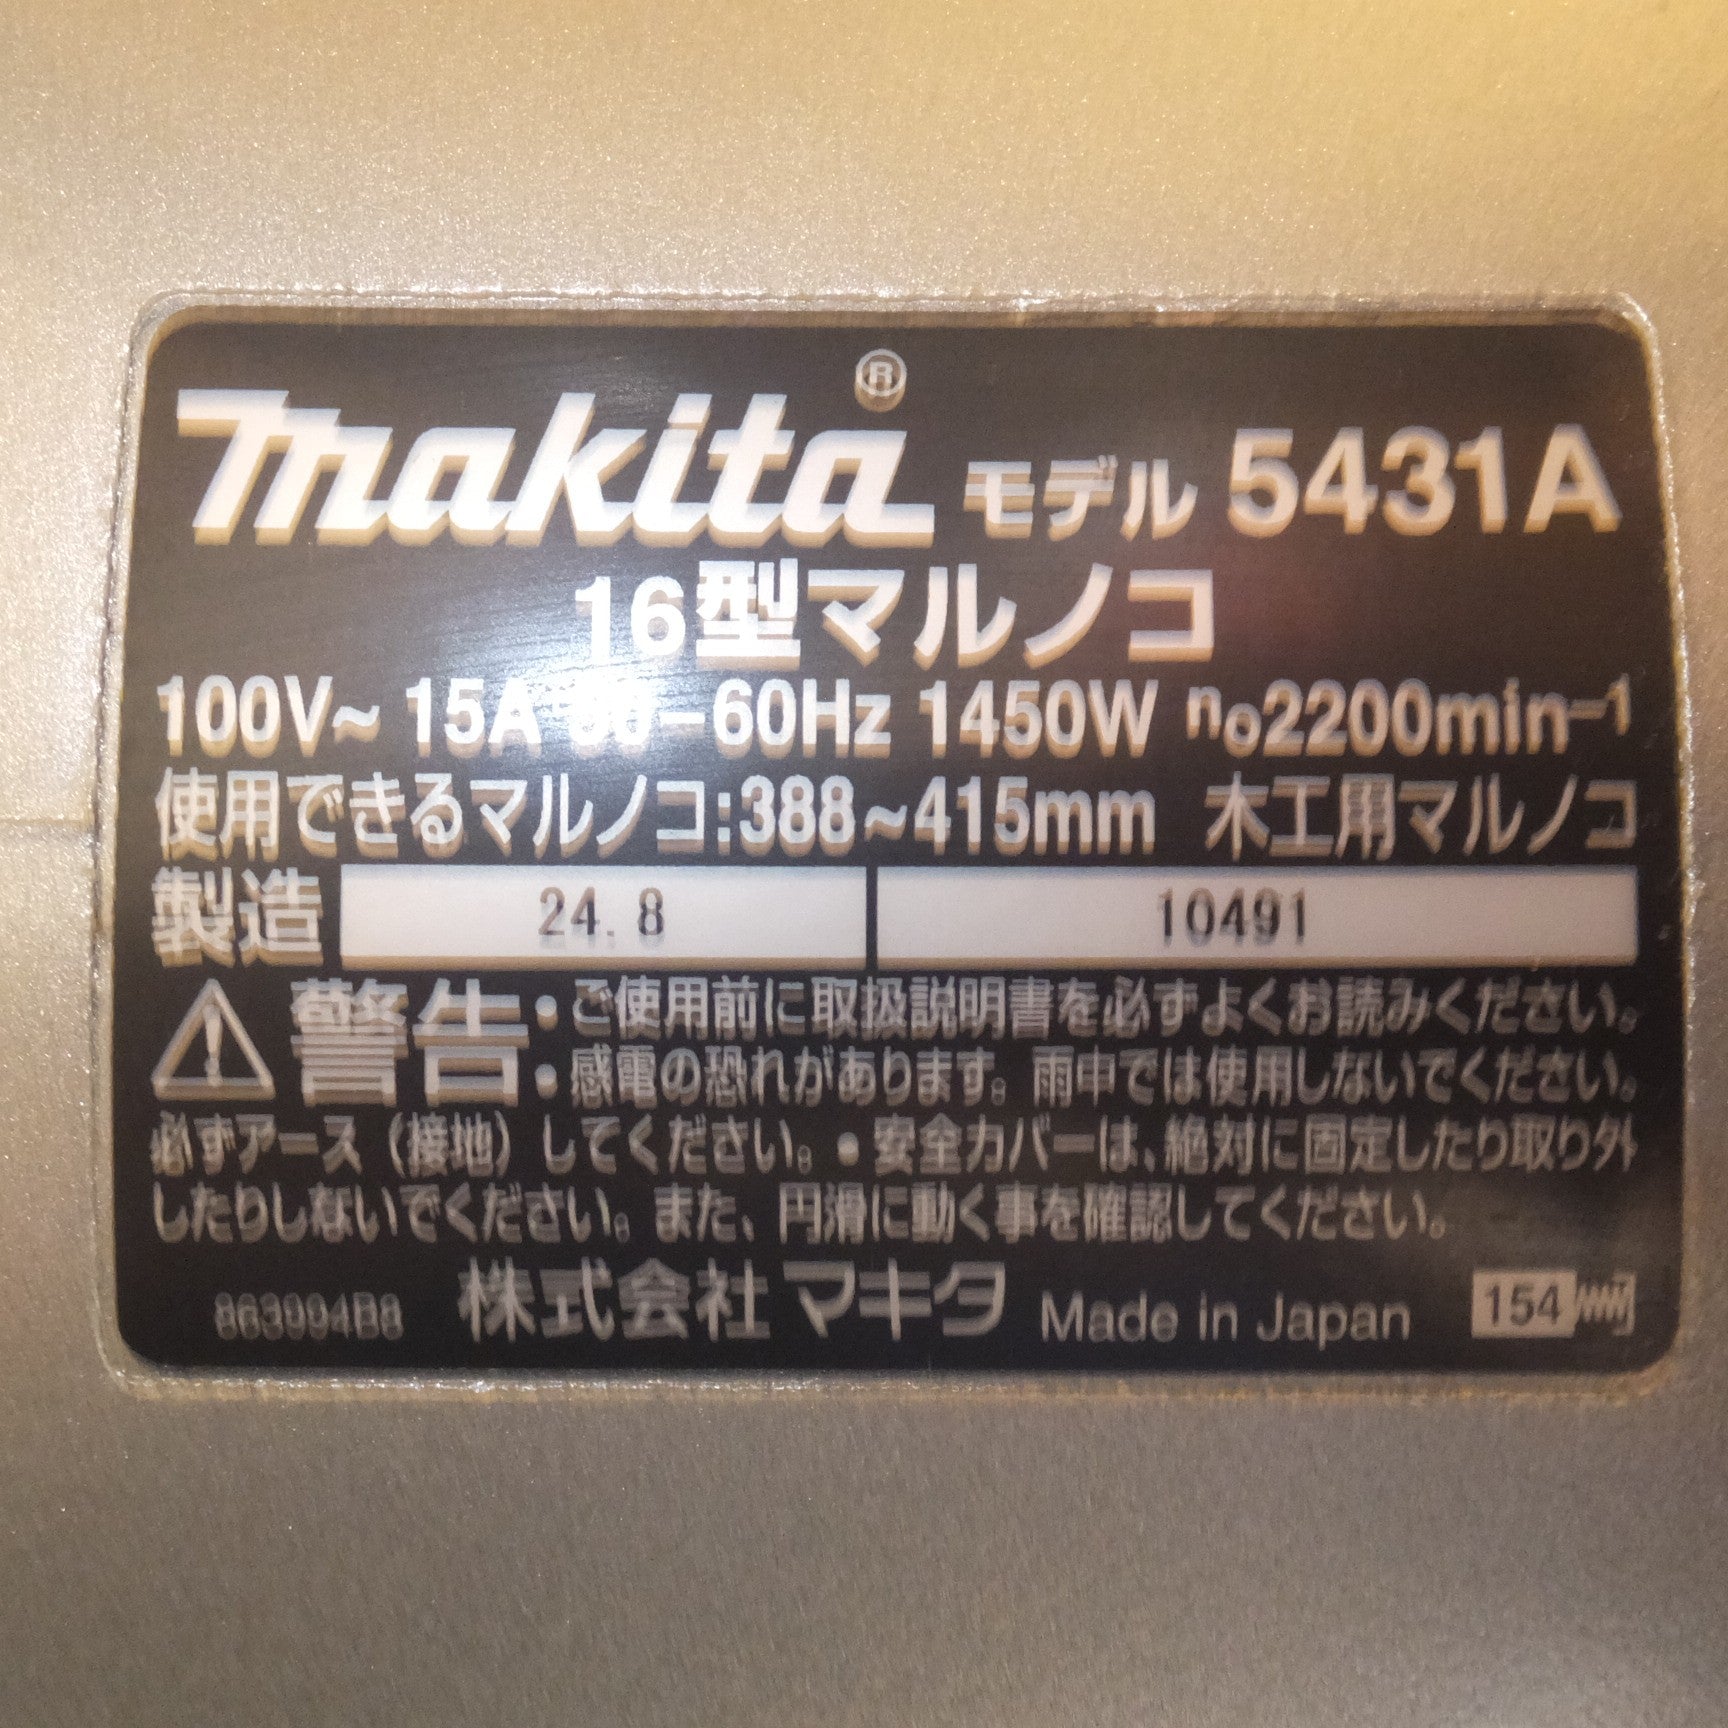 makita® モデル 5431A
16型マルノコ
100V～ 15A 50－60Hz 1450W n₀2200min⁻¹
使用できるマルノコ:388～415mm 木工用マルノコ
製造 24.8 10491
⚠警告：ご使用前に取扱説明書を必ずよくお読みください。
感電の恐れがあります。雨中では使用しないでください。
必ずアース（接地）してください。・安全カバーは、絶対に固定したり取り外
したりしないでください。また、円滑に動く事を確認してください。
株式会社マキタ Made in Japan 154